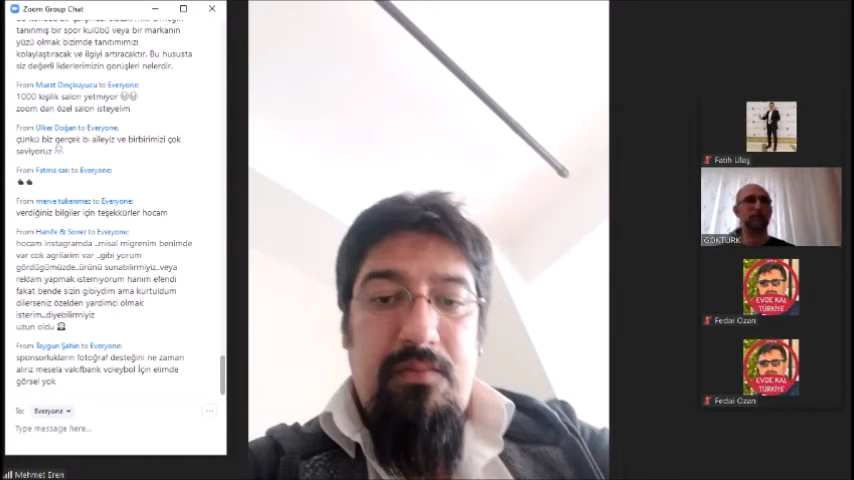 Zoom Group Chat
tanınmış bir spor kulübü veya bir markanın
yüzü olmak bizimde tanıtımımızı
kolaylaştıracak ve ilgiyi artıracaktır. Bu hususta
siz değerli liderlerimizin gorüşleri nelerdir.
From Murat Dinçkuyucu to Everyone:
1000 kişilik salon yetmiyor
zoom dan özel salon isteyelim
From Ülker Doğan to Everyone:
çünkü biz gerçek bi aileyiz ve birbirimizi çok
seviyoruz
From Fatma sarı to Everyone:
From merve tükenmez to Everyone:
verdiğiniz bilgiler için teşekkürler hocam
From Hanife & Soner to Everyone:
hocam instagramda ..misal migrenim benimde
var cok agrilarim var ..gibi yorum
gördügümüzde..ürünü sunabilirmiyiz..veya
reklam yapmak istemiyorum hanım efendi
fakat bende sizin gibiydim ama kurtuldum
dilerseniz özelden yardimci olmak
isterim..diyebilirmiyiz
uzun oldu
From Taygun Şahin to Everyone:
sponsorlukların fotoğraf desteğini ne zaman
alırız mesela vakıfbank voleybol İçin elimde
görsel yok
To: Everyone
Type message here...
Mehmet Eren
Fatih Ulaş
GÖKTÜRK
EVDE KAL
TÜRKİYE
Fedai Ozan
EVDE KAL
TÜRKİYE
Fedai Ozan